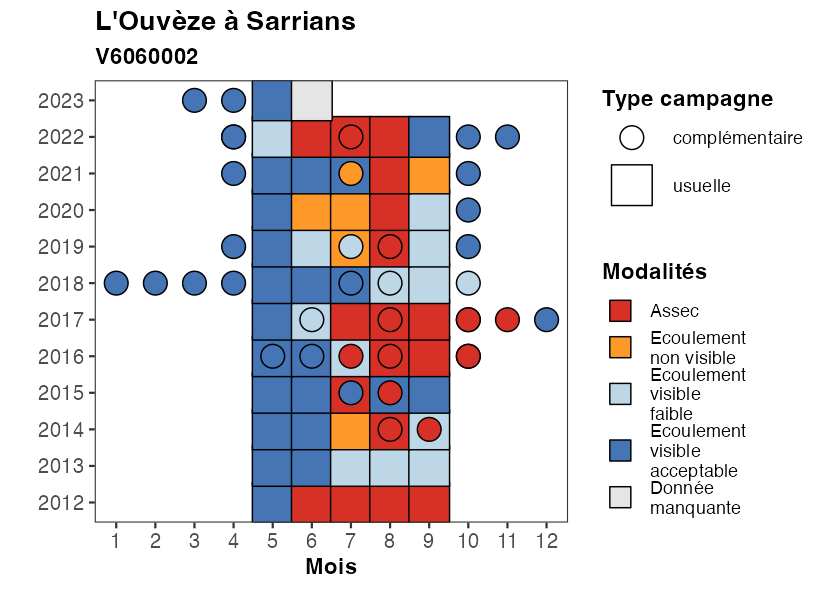 L'Ouvèze à Sarrians
V6060002
2023
2022
2021
2020
2019
2018
2017
2016
2015
2014
2013
2012
1 2 3 4 5 6 7 8 9 10 11 12
Mois
Type campagne
complémentaire
usuelle
Modalités
Assec
Ecoulement
non visible
Ecoulement
visible
faible
Ecoulement
visible
acceptable
Donnée
manquante